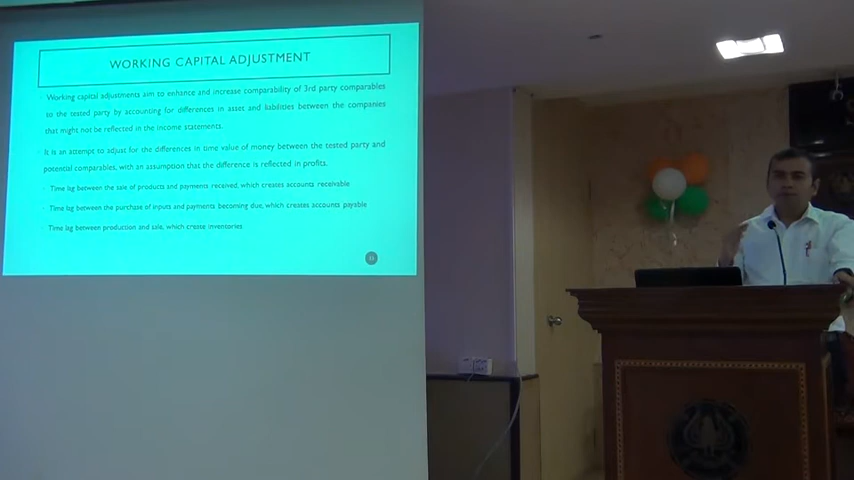 WORKING CAPITAL ADJUSTMENT
Working capital adjustments aim to enhance and increase comparability of 3rd party comparables
to the tested party by accounting for differences in asset and liabilities between the companies
that might not be reflected in the income statements.
It is an attempt to adjust for the differences in time value of money between the tested party and
potential comparables, with an assumption that the difference is reflected in profits.
Time lag between the sale of products and payments received, which creates accounts receivable
Time lag between the purchase of inputs and payments becoming due, which creates accounts payable
Time lag between production and sale, which create inventories